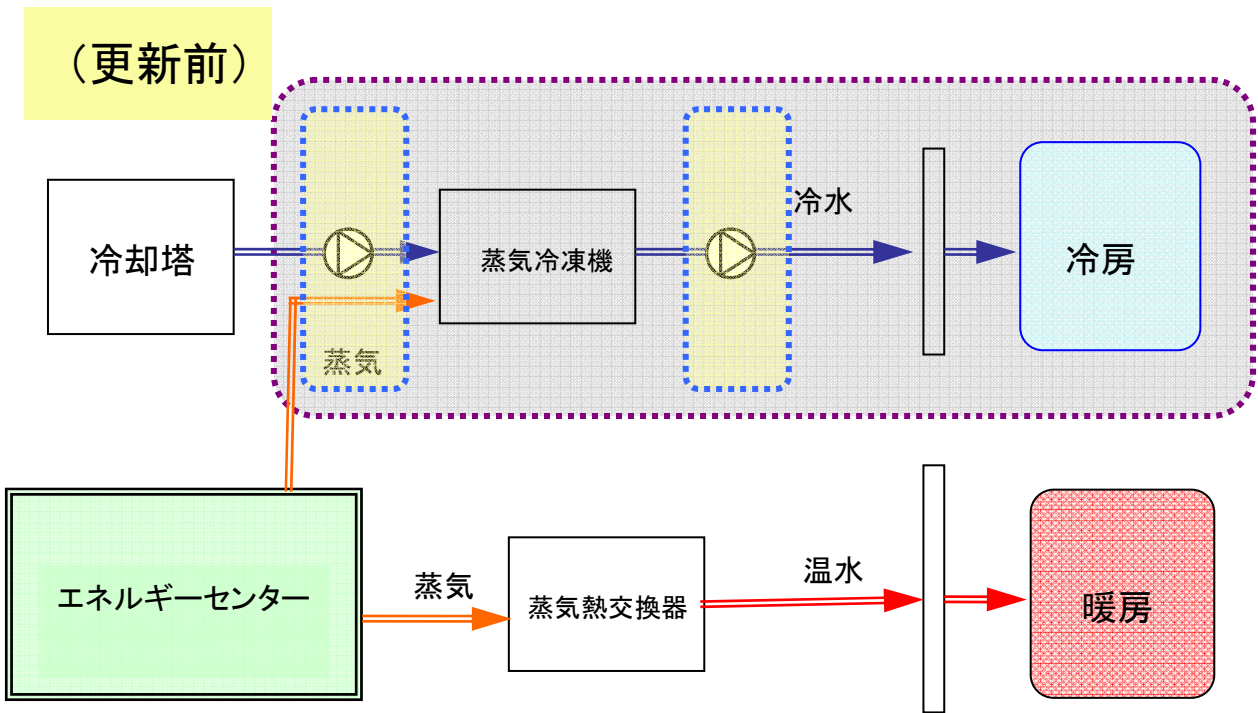 （更新前）
冷却塔
蒸気冷凍機
冷水
冷房
蒸気
エネルギーセンター
蒸気
蒸気熱交換器
温水
暖房